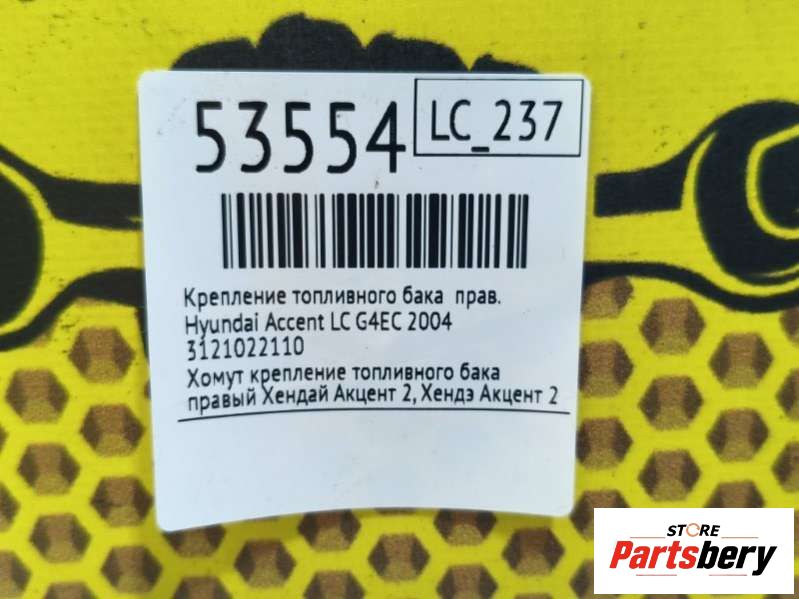 53554
LC_237
Крепление топливного бака прав.
Hyundai Accent LC G4EC 2004
3121022110
Хомут крепление топливного бака
правый Хендай Акцент 2, Хендэ Акцент 2
STORE
Partsbery